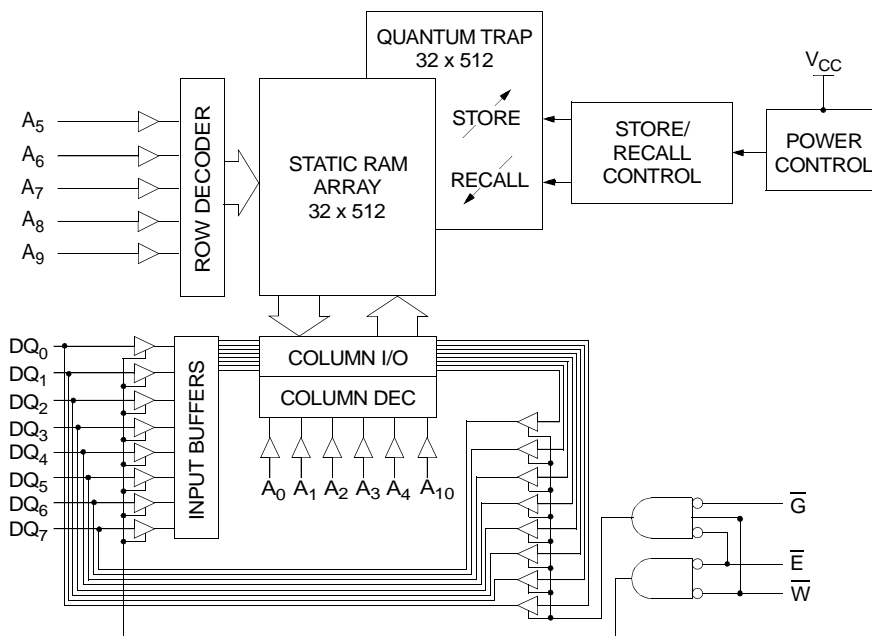 QUANTUM TRAP
32 x 512
STORE
RECALL
STATIC RAM
ARRAY
32 x 512
STORE/
RECALL
CONTROL
V_CC
POWER
CONTROL
A_5
A_6
A_7
A_8
A_9
ROW DECODER
DQ_0
DQ_1
DQ_2
DQ_3
DQ_4
DQ_5
DQ_6
DQ_7
INPUT BUFFERS
COLUMN I/O
COLUMN DEC
A_0 A_1 A_2 A_3 A_4 A_10
G̅
E̅
W̅